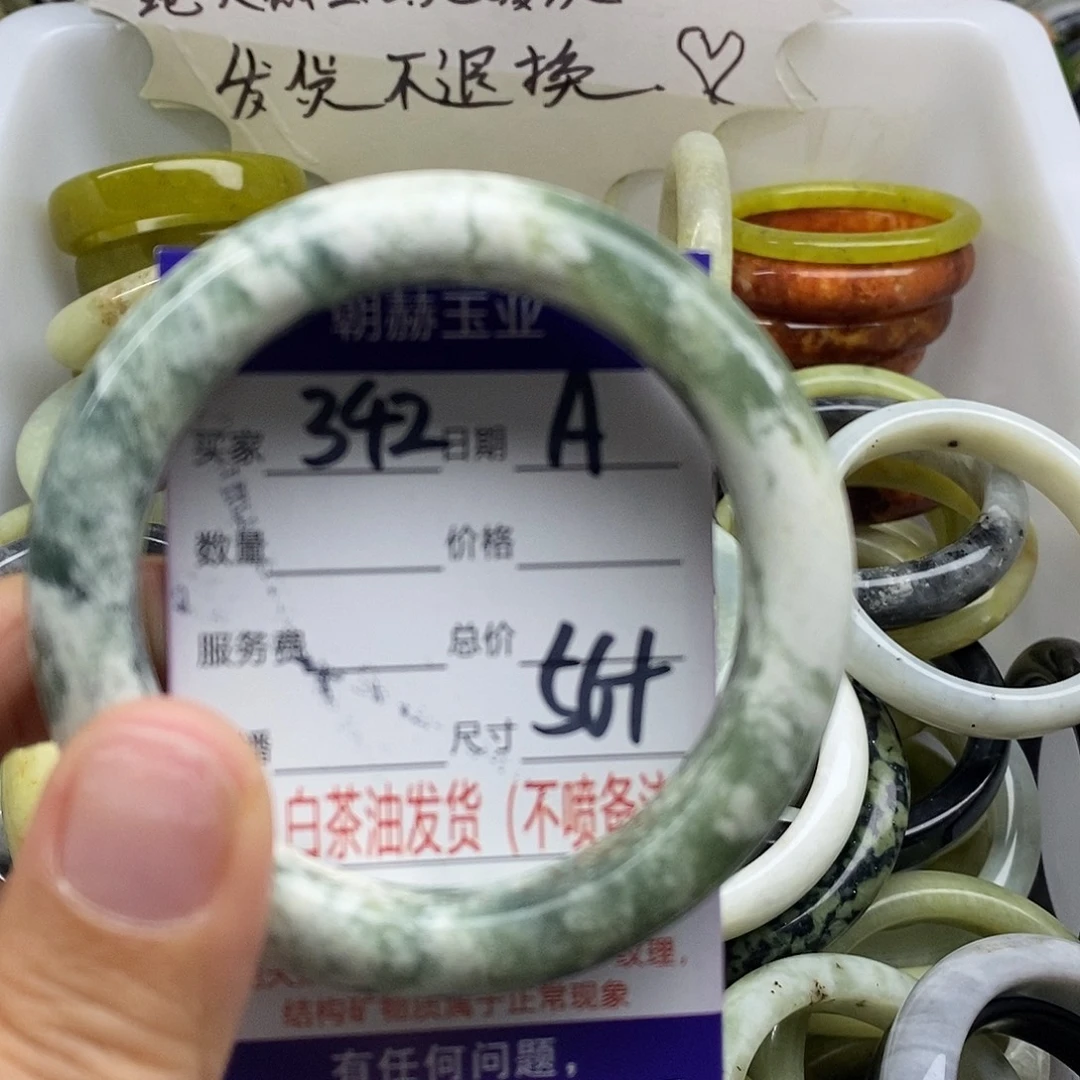 发货不退换.♡
朝赫玉业
买家 342 日期 A
数量 价格
服务费 总价
尺寸 56+
白茶油发货(不喷备注
纹理,
结构矿物质属于正常现象
有任何问题,